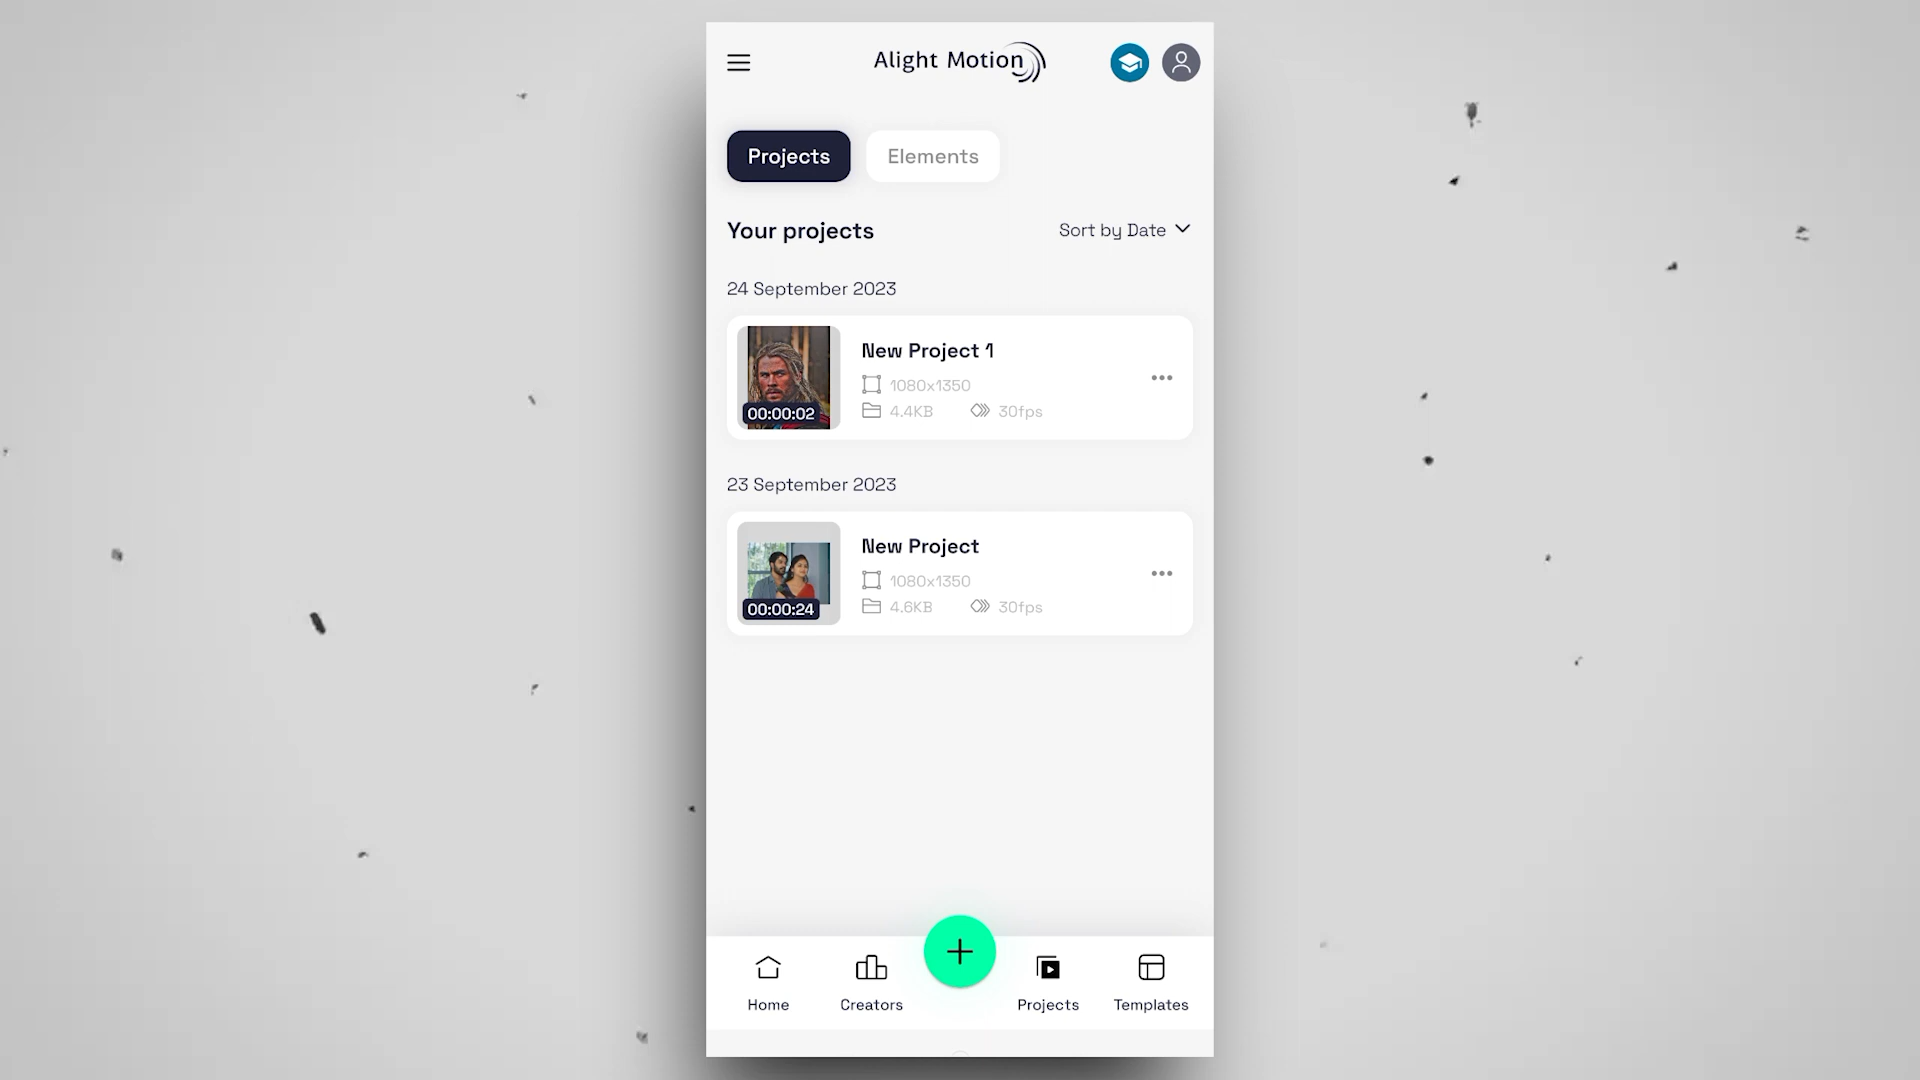 Alight Motion
Projects
Elements
Your projects
Sort by Date
24 September 2023
New Project 1
1080x1350
4.4KB
30fps
00:00:02
23 September 2023
New Project
1080x1350
4.6KB
30fps
00:00:24
Home
Creators
Projects
Templates